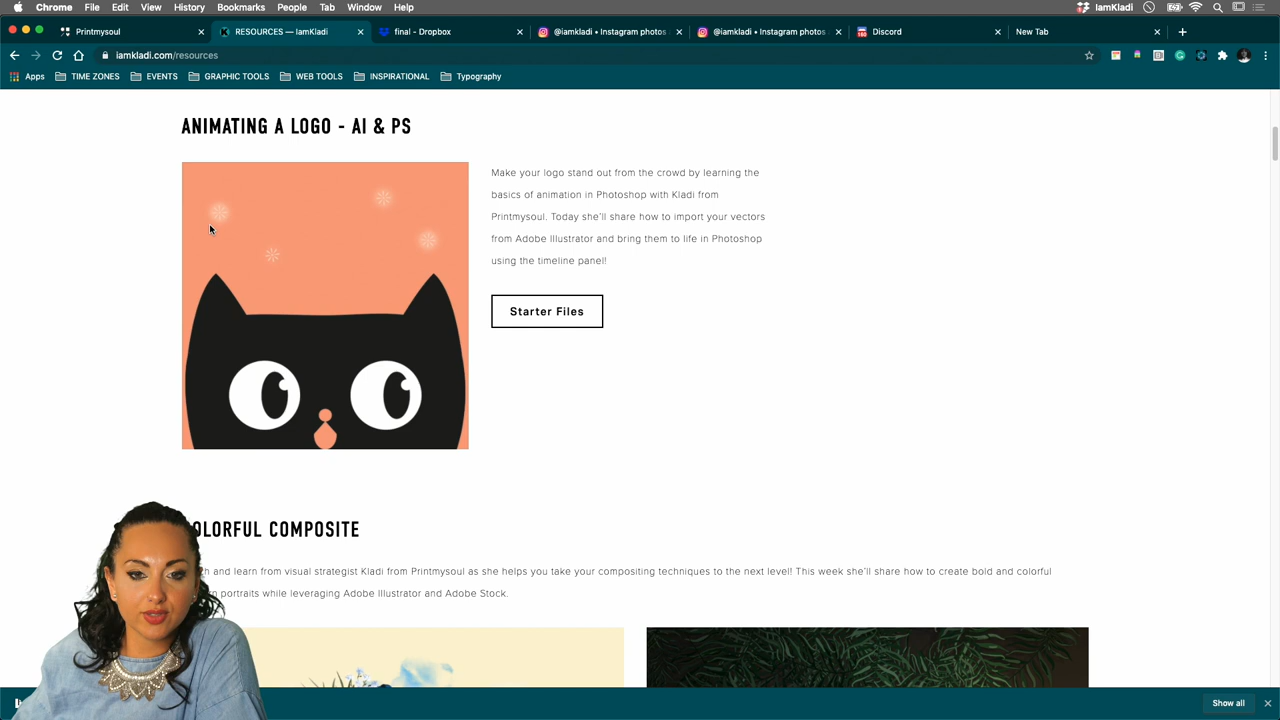 Chrome File Edit View History Bookmarks People Tab Window Help IamKladi
Printmysoul RESOURCES — IamKladi final - Dropbox @iamkladi • Instagram photos @iamkladi • Instagram photos Discord New Tab
iamkladi.com/resources
Apps TIME ZONES EVENTS GRAPHIC TOOLS WEB TOOLS INSPIRATIONAL Typography
ANIMATING A LOGO - AI & PS
Make your logo stand out from the crowd by learning the
basics of animation in Photoshop with Kladi from
Printmysoul. Today she'll share how to import your vectors
from Adobe Illustrator and bring them to life in Photoshop
using the timeline panel!
Starter Files
OLORFUL COMPOSITE
h and learn from visual strategist Kladi from Printmysoul as she helps you take your compositing techniques to the next level! This week she'll share how to create bold and colorful
portraits while leveraging Adobe Illustrator and Adobe Stock.
Show all